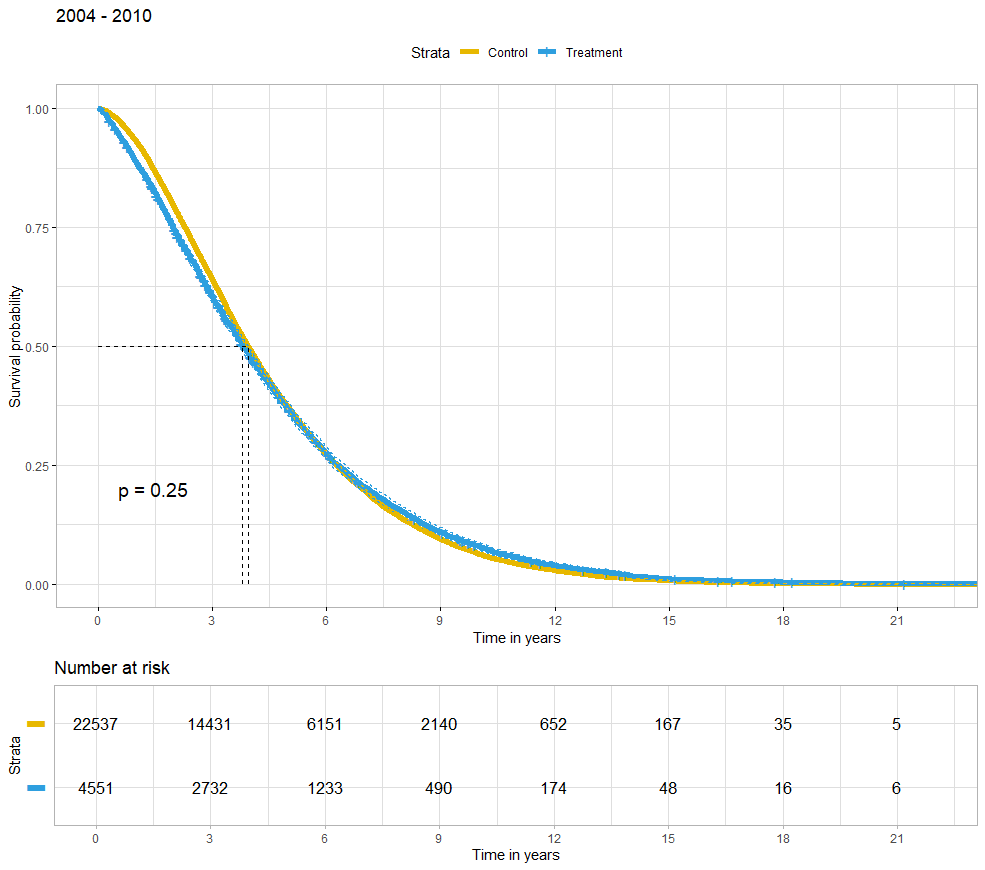 2004 - 2010
Strata Control Treatment
1.00
0.75
0.50
0.25
0.00
Survival probability
p = 0.25
0 3 6 9 12 15 18 21
Time in years
Number at risk
Strata
22537 14431 6151 2140 652 167 35 5
4551 2732 1233 490 174 48 16 6
0 3 6 9 12 15 18 21
Time in years